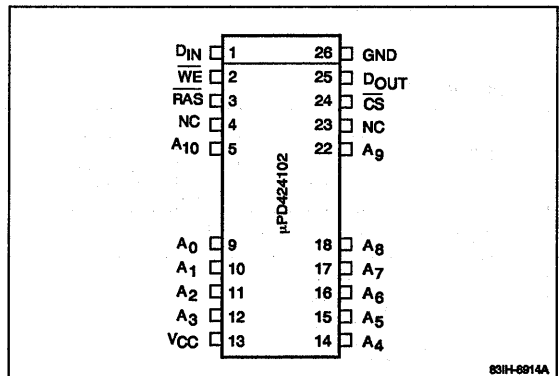 DIN 1 26 GND
WE 2 25 DOUT
RAS 3 24 CS
NC 4 23 NC
A10 5 22 A9
μPD424102
A0 9 18 A8
A1 10 17 A7
A2 11 16 A6
A3 12 15 A5
VCC 13 14 A4
83IH-6914A